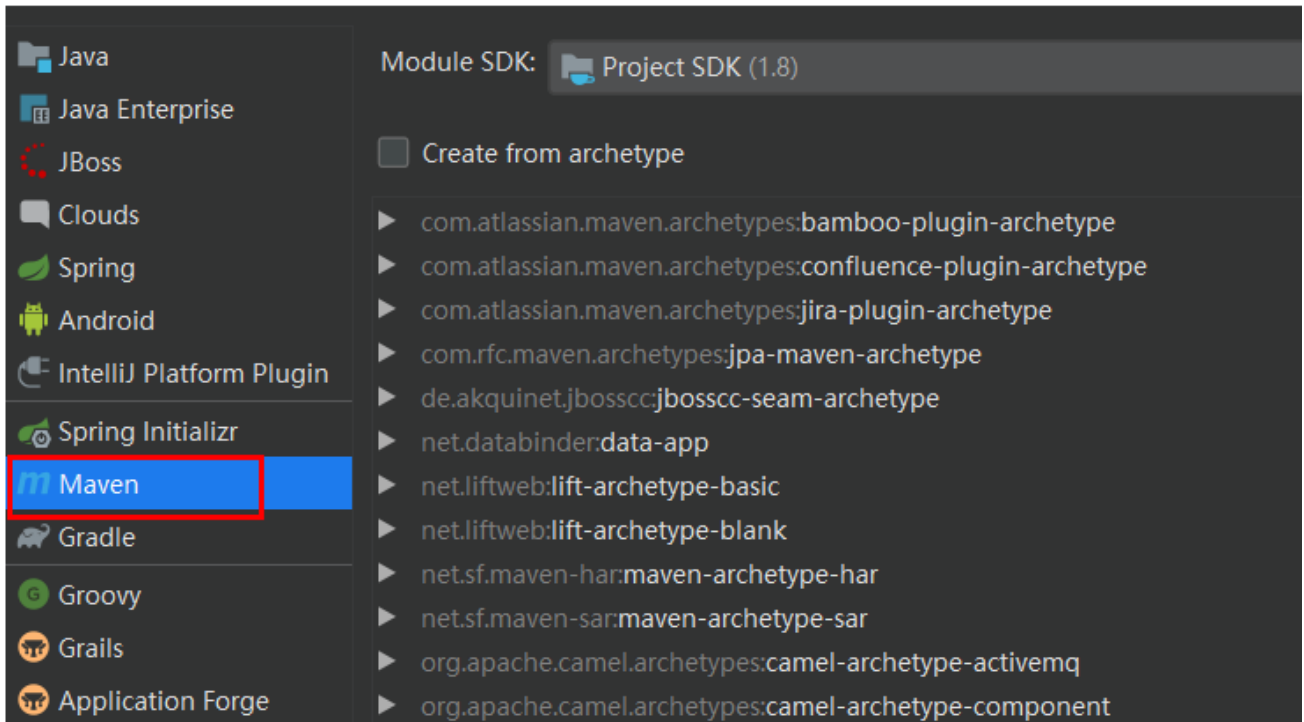 Java
Java Enterprise
JBoss
Clouds
Spring
Android
IntelliJ Platform Plugin
Spring Initializr
Maven
Gradle
Groovy
Grails
Application Forge
Module SDK: Project SDK (1.8)
Create from archetype
com.atlassian.maven.archetypes:bamboo-plugin-archetype
com.atlassian.maven.archetypes:confluence-plugin-archetype
com.atlassian.maven.archetypes:jira-plugin-archetype
com.rfc.maven.archetypes:jpa-maven-archetype
de.akquinet.jbosscc:jbosscc-seam-archetype
net.databinder:data-app
net.liftweb:lift-archetype-basic
net.liftweb:lift-archetype-blank
net.sf.maven-har:maven-archetype-har
net.sf.maven-sar:maven-archetype-sar
org.apache.camel.archetypes:camel-archetype-activemq
org.apache.camel.archetypes:camel-archetype-component